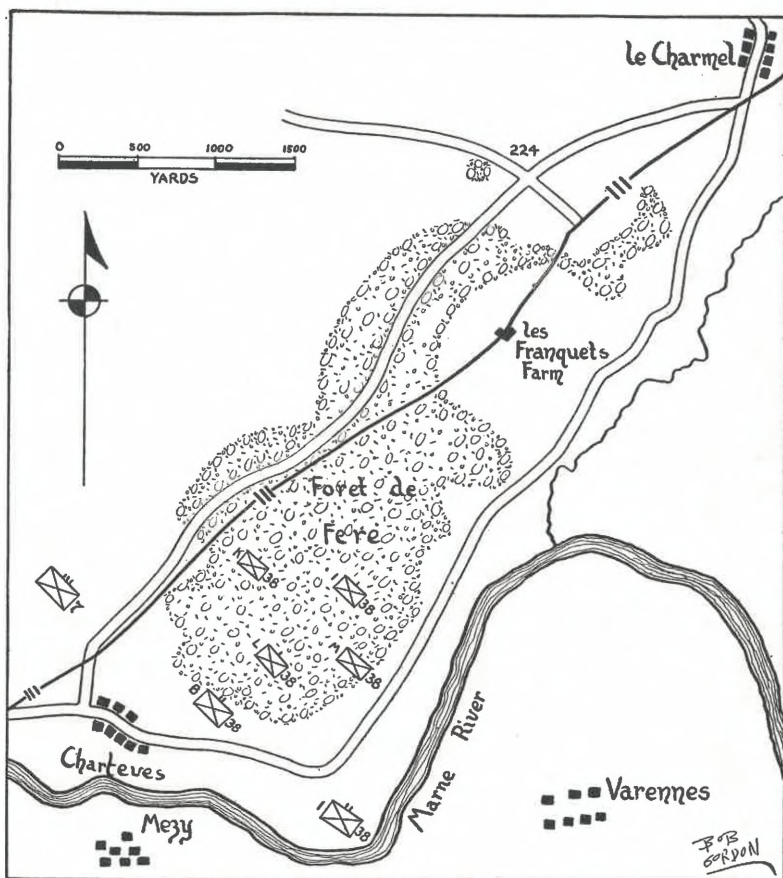 le Charmel
0 500 1000 1500
YARDS
224
les
Franquets
Farm
Foret de
Fere
K
38
I
38
7
L
38
M
38
B
38
Charteves
Marne River
Mezy
38
Varennes
BOB
GORDON